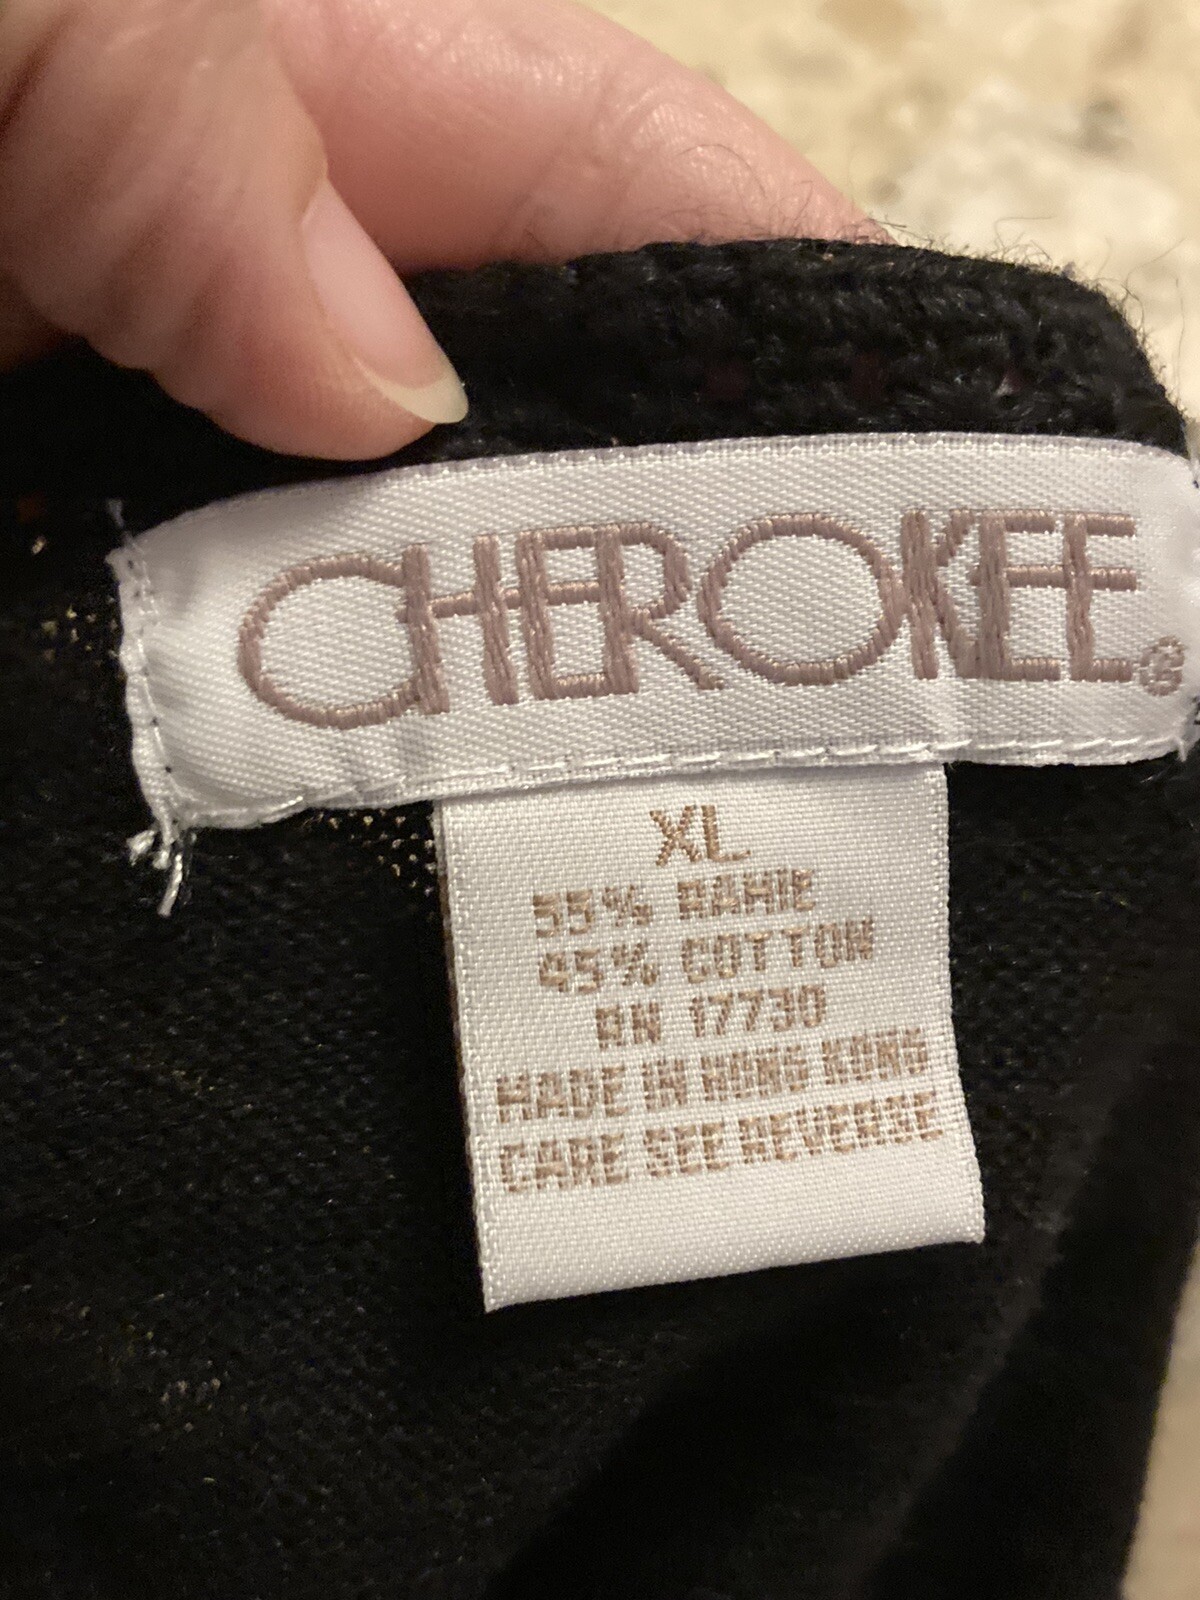 CHEROKEE®
XL
55% RAMIE
45% COTTON
RN 17730
MADE IN HONG KONG
CARE SEE REVERSE